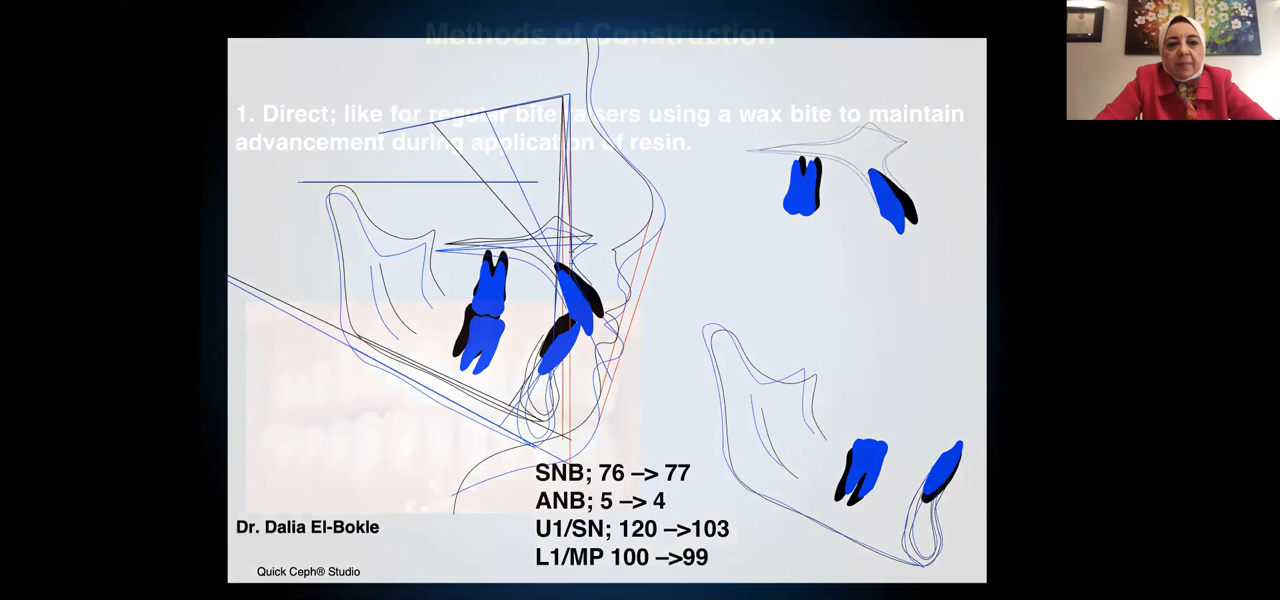 Methods of Construction
1. Direct; like for regular bite raisers using a wax bite to maintain
advancement during application of resin.
SNB; 76 –> 77
ANB; 5 –> 4
U1/SN; 120 –>103
L1/MP 100 –>99
Dr. Dalia El-Bokle
Quick Ceph® Studio